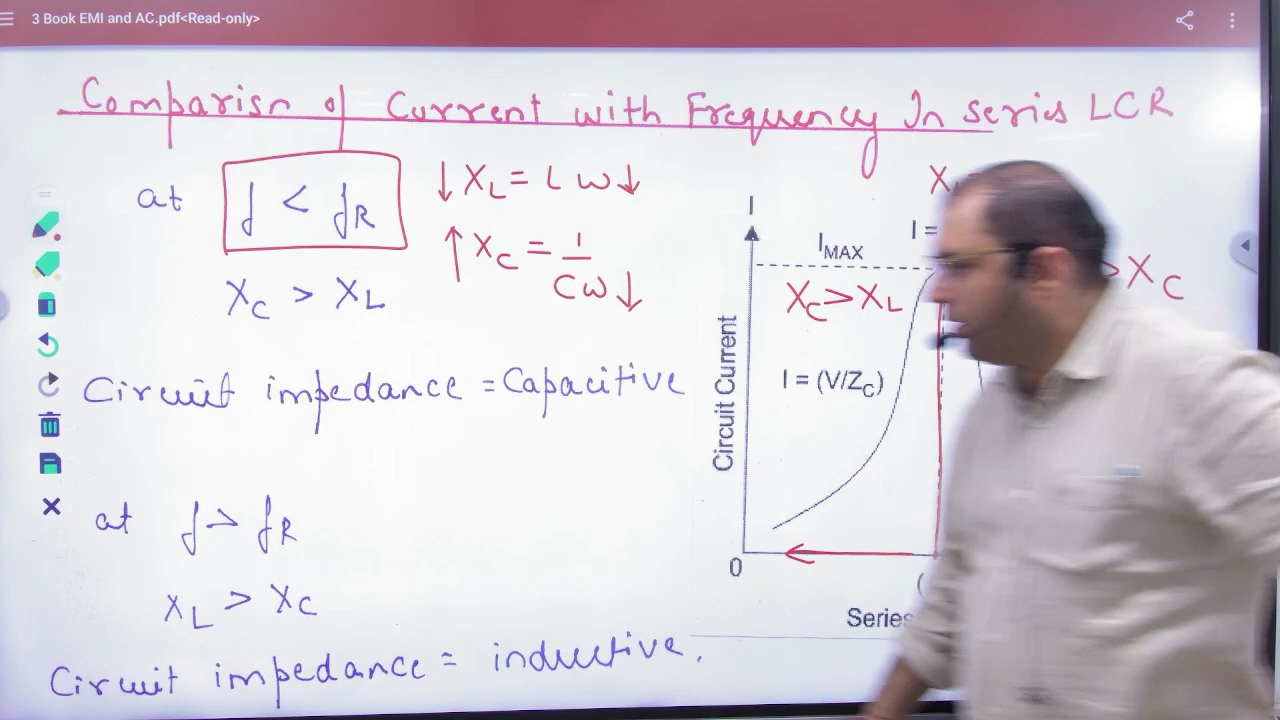 3 Book EMI and AC.pdf<Read-only>
Comparisn of Current with Frequency In series LCR
at f < fR
↓ XL = L ω ↓
↑ XC = 1/Cω ↓
XC > XL
Circuit impedance = Capacitive
at f > fR
XL > XC
Circuit impedance = inductive.
I
IMAX
I =
XC > XL
> XC
I = (V/ZC)
Circuit Current
0
Series